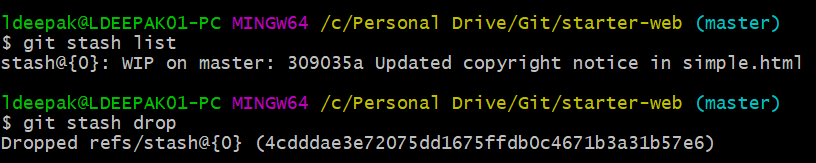 ldeepak@LDEEPAK01-PC MINGW64 /c/Personal Drive/Git/starter-web (master)
$ git stash list
stash@{0}: WIP on master: 309035a Updated copyright notice in simple.html
ldeepak@LDEEPAK01-PC MINGW64 /c/Personal Drive/Git/starter-web (master)
$ git stash drop
Dropped refs/stash@{0} (4cdddae3e72075dd1675ffdb0c4671b3a31b57e6)